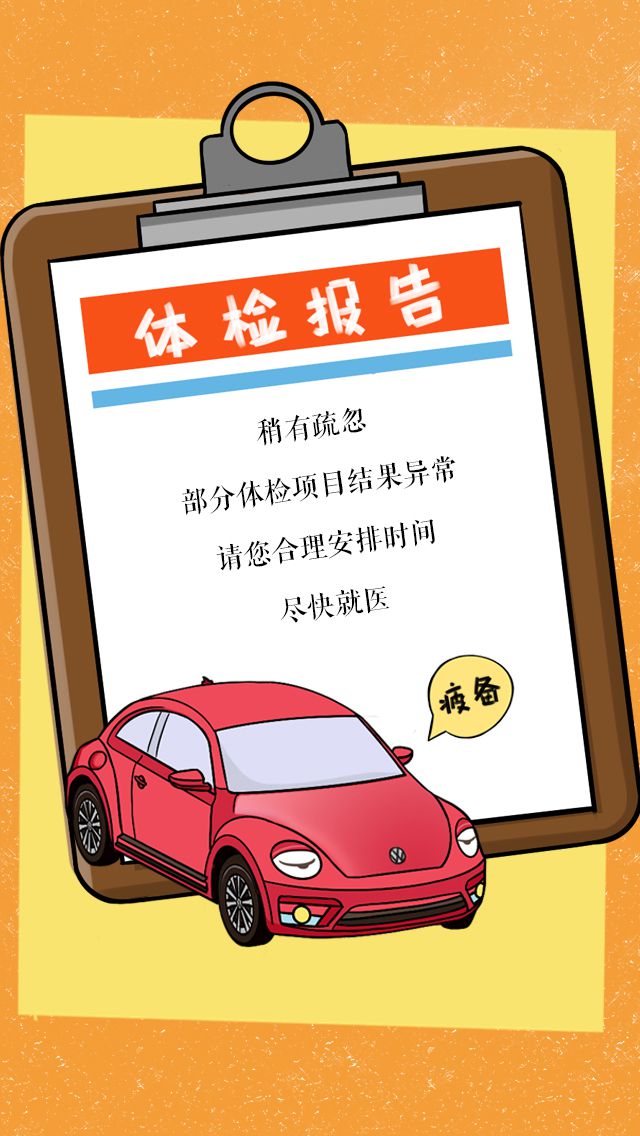 体检报告
稍有疏忽
部分体检项目结果异常
请您合理安排时间
尽快就医
疲备